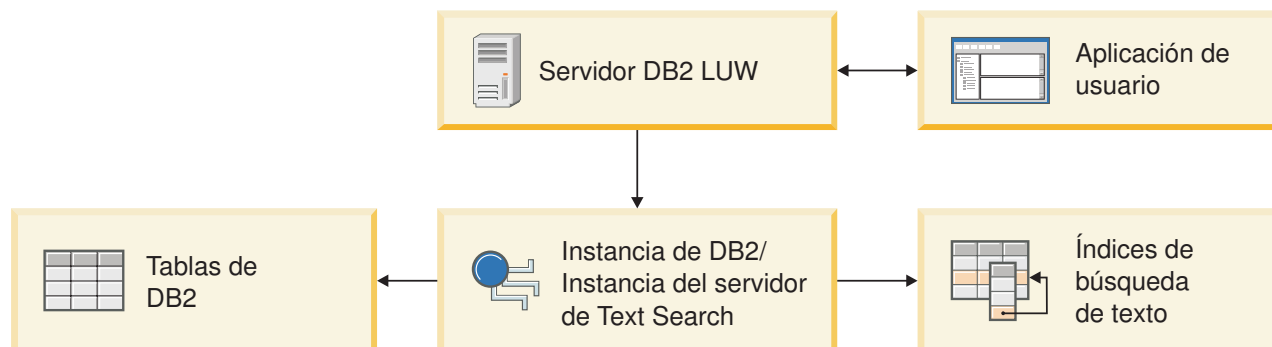 Servidor DB2 LUW
Aplicación de
usuario
Tablas de
DB2
Instancia de DB2/
Instancia del servidor
de Text Search
Índices de
búsqueda
de texto